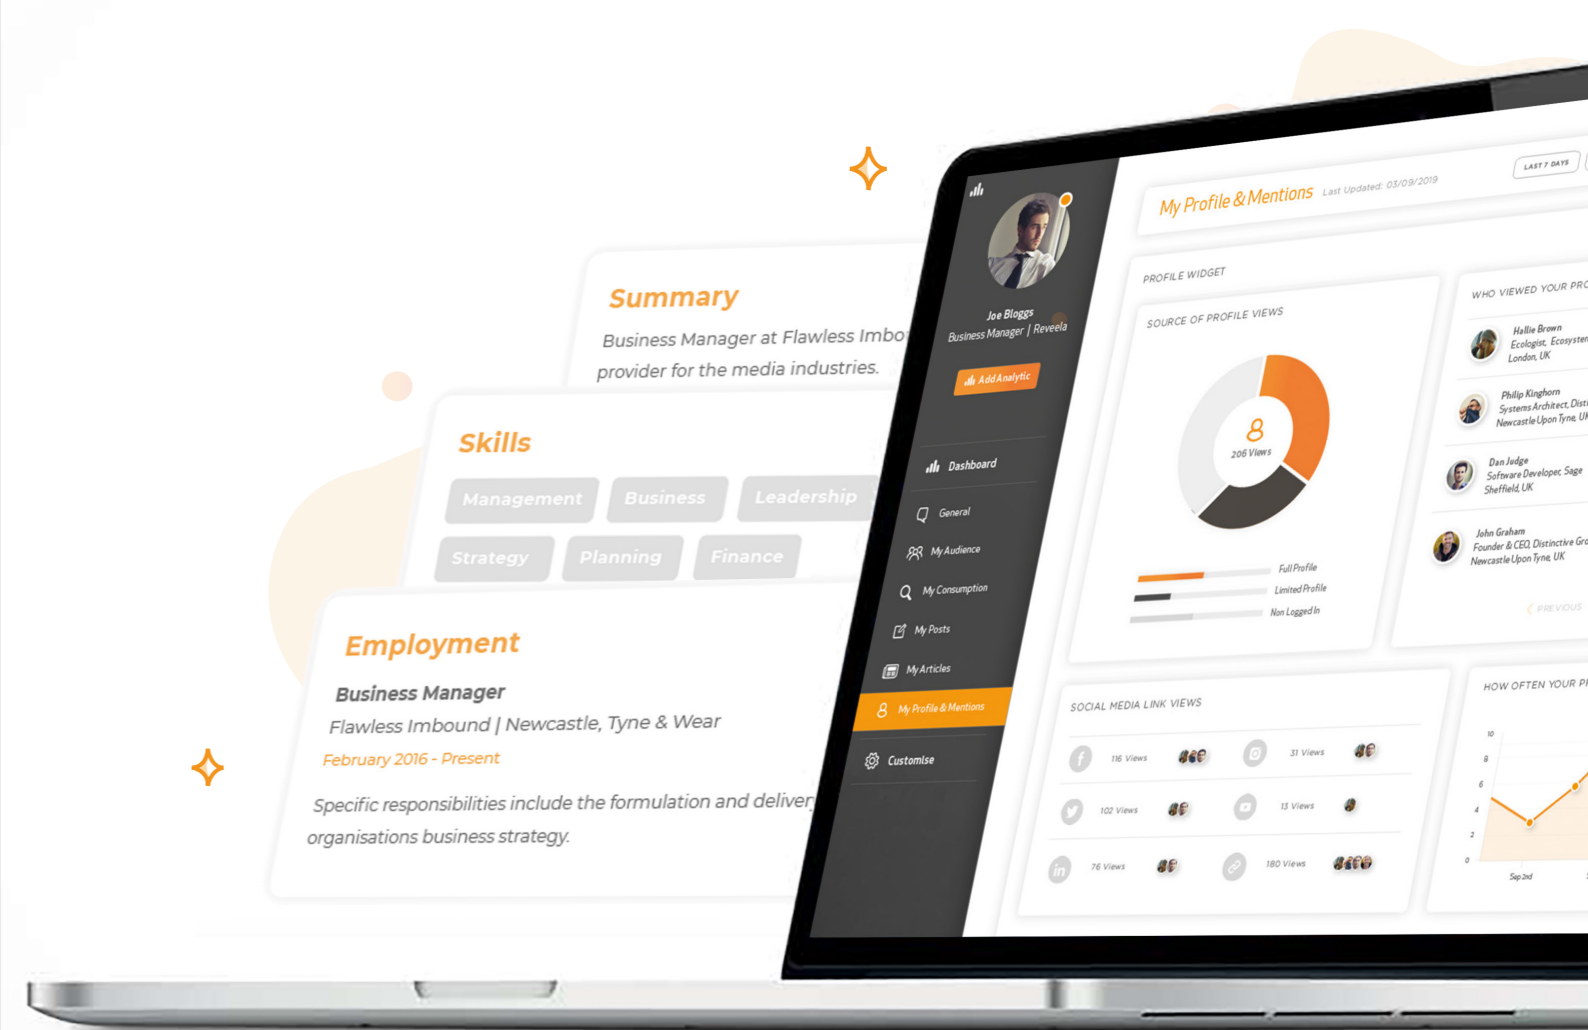 Summary
Business Manager at Flawless Imbou
provider for the media industries.
Skills
Management Business Leadership
Strategy Planning Finance
Employment
Business Manager
Flawless Imbound | Newcastle, Tyne & Wear
February 2016 - Present
Specific responsibilities include the formulation and delivery
organisations business strategy.
Joe Bloggs
Business Manager | Reveela
Add Analytic
Dashboard
General
My Audience
My Consumption
My Posts
My Articles
My Profile & Mentions
Customise
My Profile & Mentions Last Updated: 03/09/2019
LAST 7 DAYS
PROFILE WIDGET
SOURCE OF PROFILE VIEWS
206 Views
Full Profile
Limited Profile
Non Logged In
WHO VIEWED YOUR PRO
Hallie Brown
Ecologist, Ecosystem
London, UK
Philip Kinghorn
Systems Architect, Disti
Newcastle Upon Tyne, UK
Dan Judge
Software Developer, Sage
Sheffield, UK
John Graham
Founder & CEO, Distinctive Gro
Newcastle Upon Tyne, UK
PREVIOUS
SOCIAL MEDIA LINK VIEWS
116 Views
31 Views
102 Views
13 Views
in
76 Views
180 Views
HOW OFTEN YOUR P
10
8
6
4
2
0
Sep 2nd